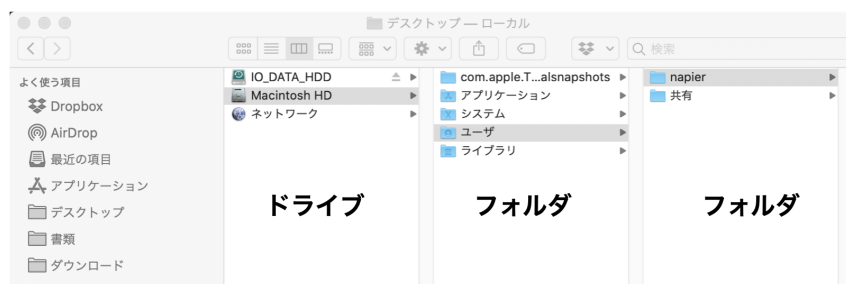 デスクトップ — ローカル
検索
よく使う項目
Dropbox
AirDrop
最近の項目
アプリケーション
デスクトップ
書類
ダウンロード
IO_DATA_HDD
Macintosh HD
ネットワーク
ドライブ
com.apple.T...alsnapshots
アプリケーション
システム
ユーザ
ライブラリ
フォルダ
napier
共有
フォルダ